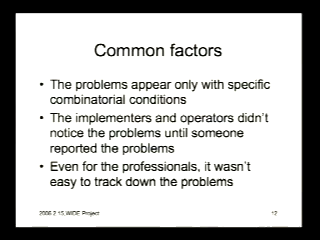 Common factors
• The problems appear only with specific
combinatorial conditions
• The implementers and operators didn't
notice the problems until someone
reported the problems
• Even for the professionals, it wasn't
easy to track down the problems
2006.2.15,WIDE Project
12